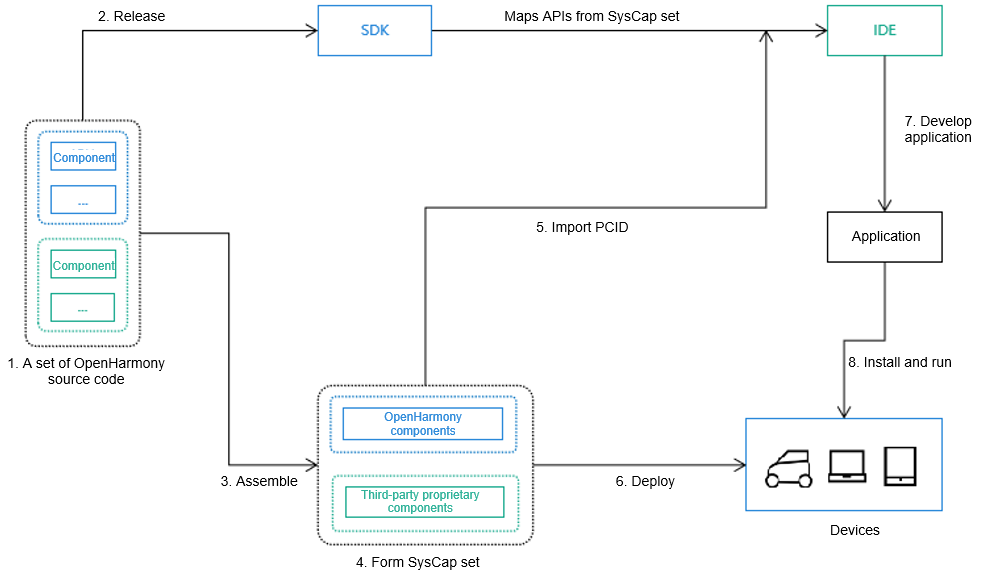 2. Release
SDK
Maps APIs from SysCap set
IDE
7. Develop
application
Component
...
Component
...
1. A set of OpenHarmony
source code
5. Import PCID
Application
8. Install and run
3. Assemble
OpenHarmony
components
Third-party proprietary
components
4. Form SysCap set
6. Deploy
Devices